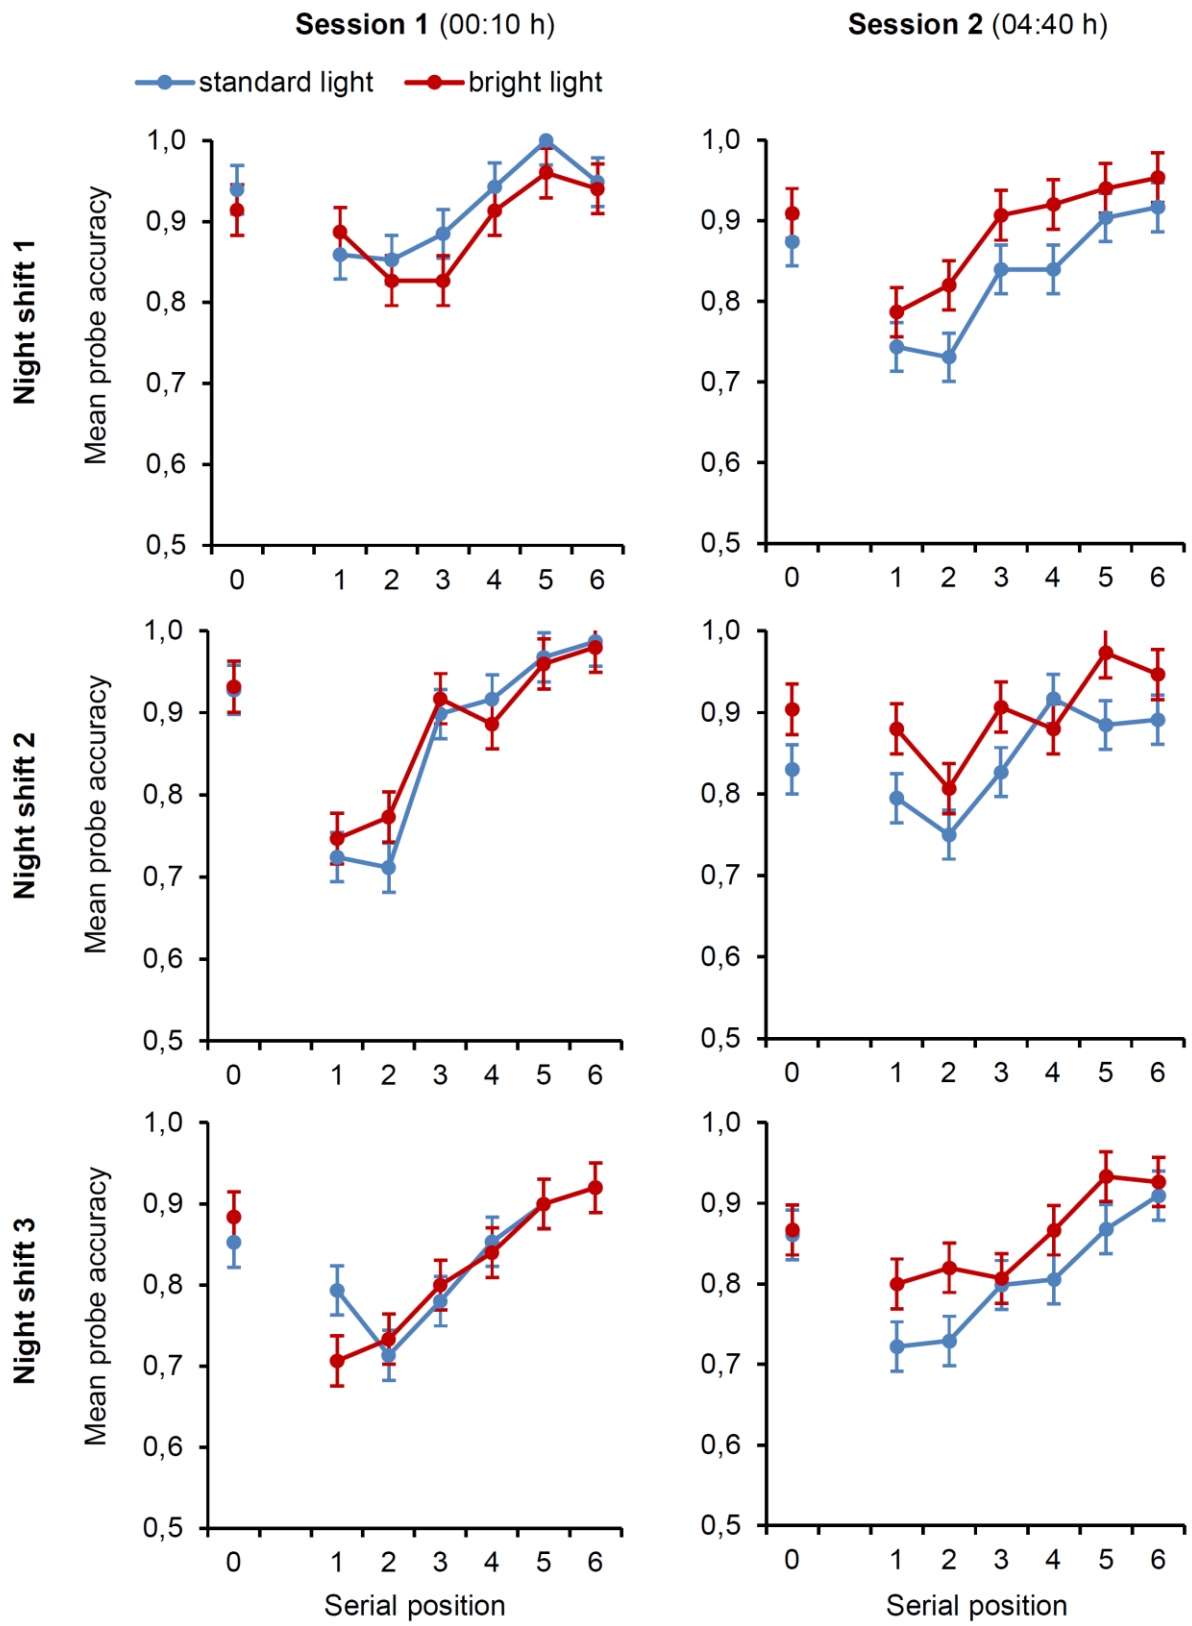 Session 1 (00:10 h)
Session 2 (04:40 h)
standard light
bright light
Night shift 1
Mean probe accuracy
1,0
0,9
0,8
0,7
0,6
0,5
0 1 2 3 4 5 6
1,0
0,9
0,8
0,7
0,6
0,5
0 1 2 3 4 5 6
Night shift 2
Mean probe accuracy
1,0
0,9
0,8
0,7
0,6
0,5
0 1 2 3 4 5 6
1,0
0,9
0,8
0,7
0,6
0,5
0 1 2 3 4 5 6
Night shift 3
Mean probe accuracy
1,0
0,9
0,8
0,7
0,6
0,5
0 1 2 3 4 5 6
Serial position
1,0
0,9
0,8
0,7
0,6
0,5
0 1 2 3 4 5 6
Serial position